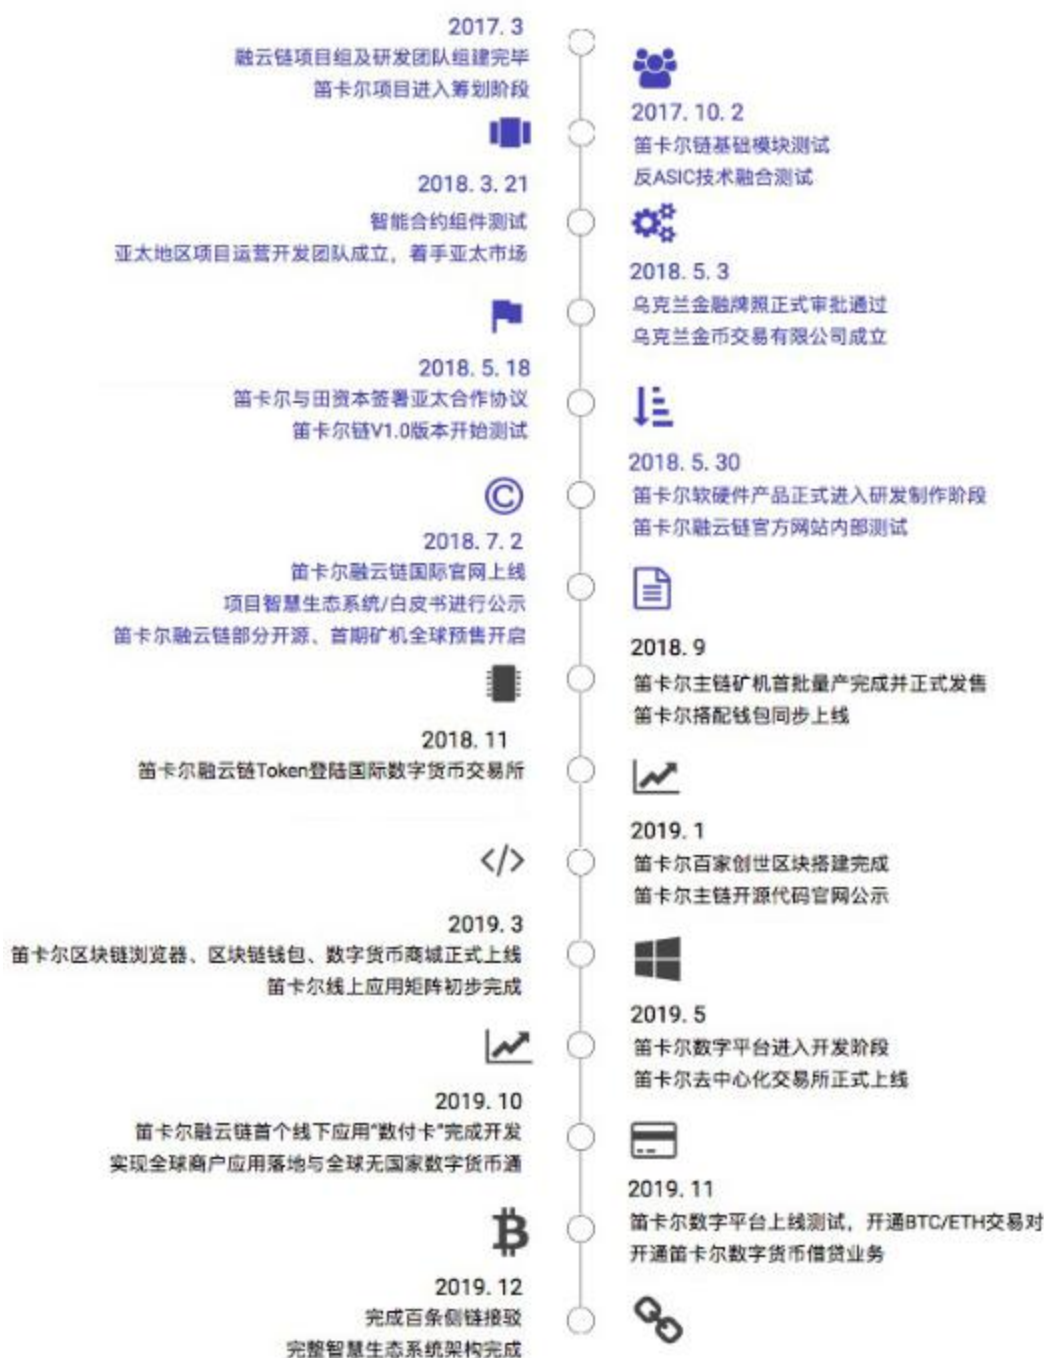 2017. 3
融云链项目组及研发团队组建完毕
笛卡尔项目进入筹划阶段
2017. 10. 2
笛卡尔链基础模块测试
反ASIC技术融合测试
2018. 3. 21
智能合约组件测试
亚太地区项目运营开发团队成立，着手亚太市场
2018. 5. 3
乌克兰金融牌照正式审批通过
乌克兰金币交易有限公司成立
2018. 5. 18
笛卡尔与田资本签署亚太合作协议
笛卡尔链V1.0版本开始测试
2018. 5. 30
笛卡尔软硬件产品正式进入研发制作阶段
笛卡尔融云链官方网站内部测试
2018. 7. 2
笛卡尔融云链国际官网上线
项目智慧生态系统/白皮书进行公示
笛卡尔融云链部分开源、首期矿机全球预售开启
2018. 9
笛卡尔主链矿机首批量产完成并正式发售
笛卡尔搭配钱包同步上线
2018. 11
笛卡尔融云链Token登陆国际数字货币交易所
2019. 1
笛卡尔百家创世区块搭建完成
笛卡尔主链开源代码官网公示
2019. 3
笛卡尔区块链浏览器、区块链钱包、数字货币商城正式上线
笛卡尔线上应用矩阵初步完成
2019. 5
笛卡尔数字平台进入开发阶段
笛卡尔去中心化交易所正式上线
2019. 10
笛卡尔融云链首个线下应用“数付卡”完成开发
实现全球商户应用落地与全球无国家数字货币通
2019. 11
笛卡尔数字平台上线测试，开通BTC/ETH交易对
开通笛卡尔数字货币借贷业务
2019. 12
完成百条侧链接驳
完整智慧生态系统架构完成